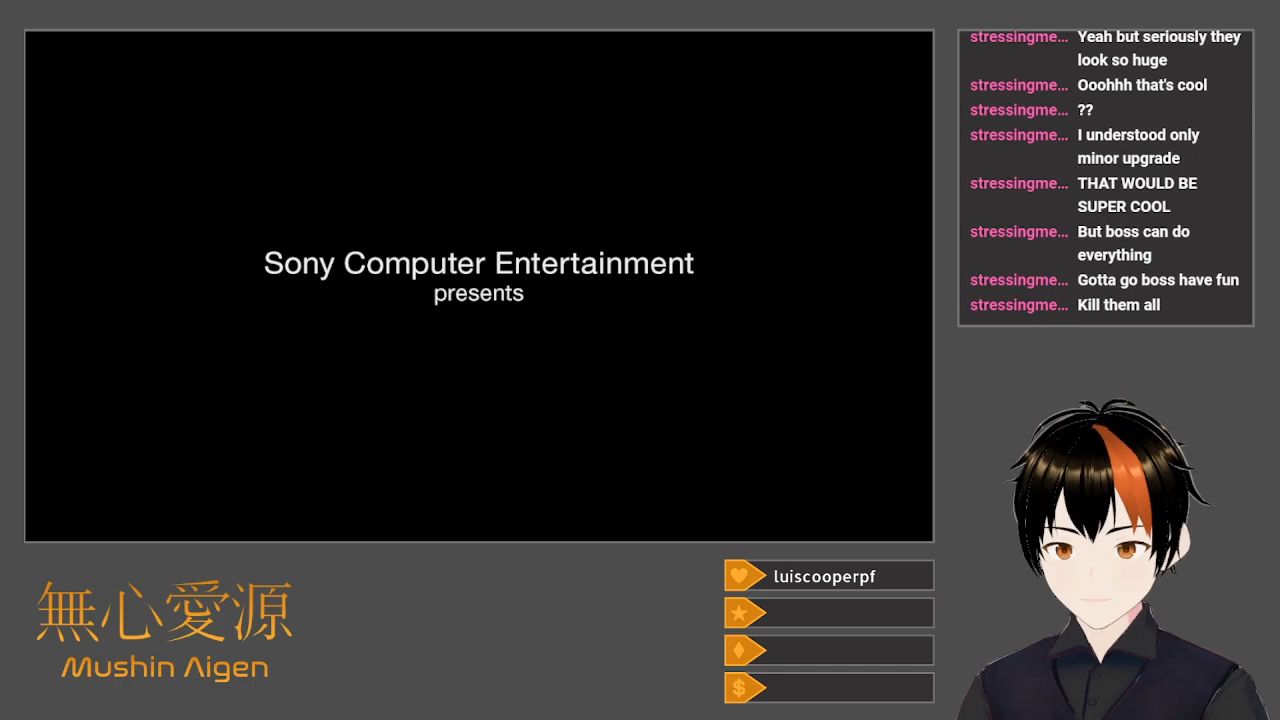 Sony Computer Entertainment
presents
stressingme... Yeah but seriously they
look so huge
stressingme... Ooohhh that's cool
stressingme... ??
stressingme... I understood only
minor upgrade
stressingme... THAT WOULD BE
SUPER COOL
stressingme... But boss can do
everything
stressingme... Gotta go boss have fun
stressingme... Kill them all
無心愛源
Mushin Aigen
luiscooperpf
$